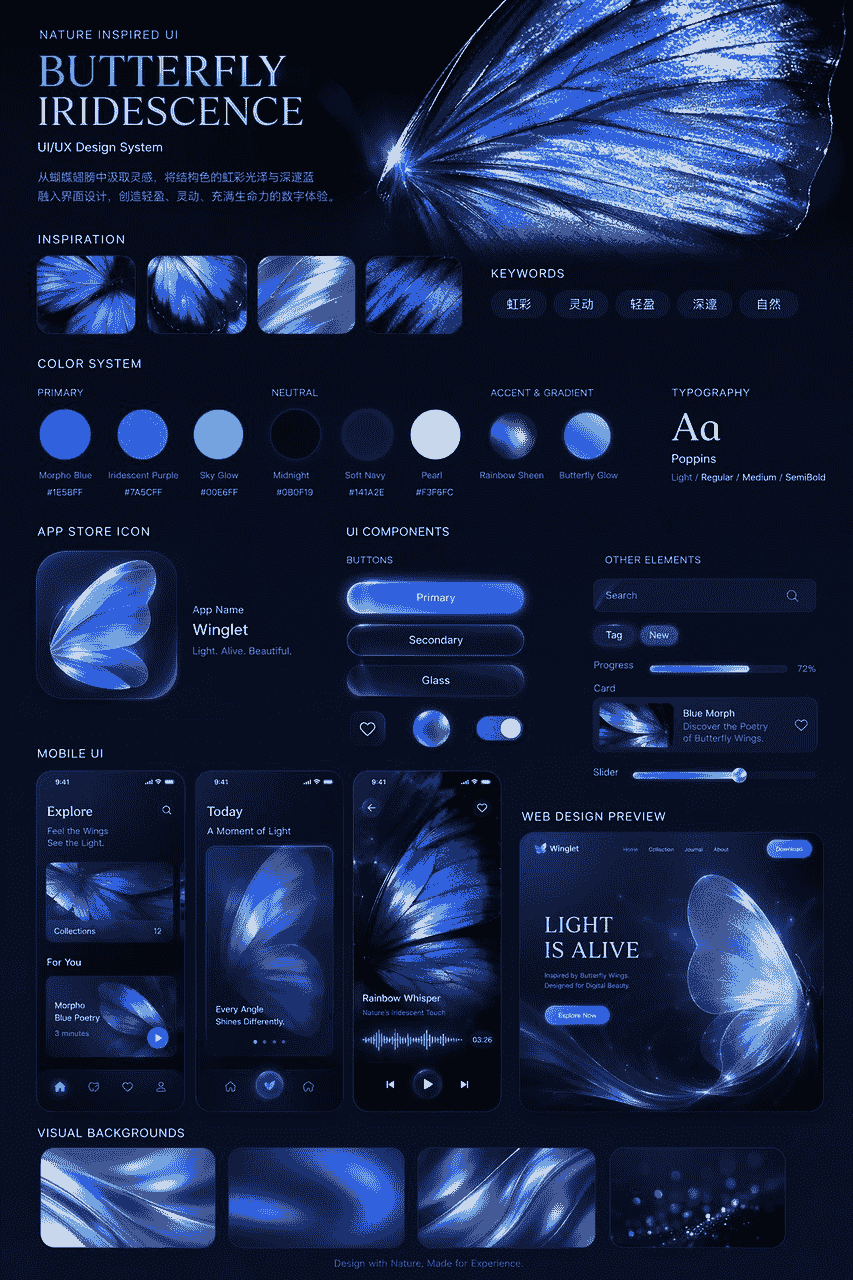 NATURE INSPIRED UI
BUTTERFLY
IRIDESCENCE
UI/UX Design System
从蝴蝶翅膀中汲取灵感，将结构色的虹彩光泽与深邃蓝
融入界面设计，创造轻盈、灵动、充满生命力的数字体验。
INSPIRATION
KEYWORDS
虹彩
灵动
轻盈
深邃
自然
COLOR SYSTEM
PRIMARY
NEUTRAL
ACCENT & GRADIENT
TYPOGRAPHY
Aa
Poppins
Light / Regular / Medium / SemiBold
Morpho Blue
Iridescent Purple
Sky Glow
Midnight
Soft Navy
Pearl
Rainbow Sheen
Butterfly Glow
#1E5BFF
#7A5CFF
#00E6FF
#0B0F19
#141A2E
#F3F6FC
APP STORE ICON
App Name
Winglet
Light. Alive. Beautiful.
UI COMPONENTS
BUTTONS
Primary
Secondary
Glass
OTHER ELEMENTS
Search
Tag
New
Progress
72%
Card
Blue Morph
Discover the Poetry
of Butterfly Wings.
Slider
MOBILE UI
9:41
Explore
Feel the Wings
See the Light.
Collections
12
For You
Morpho
Blue Poetry
3 minutes
9:41
Today
A Moment of Light
Every Angle
Shines Differently.
9:41
Rainbow Whisper
Nature's Iridescent Touch
03:26
WEB DESIGN PREVIEW
Winglet
Home
Collection
Journal
About
Download
LIGHT
IS ALIVE
Inspired by Butterfly Wings.
Designed for Digital Beauty.
Explore Now
VISUAL BACKGROUNDS
Design with Nature, Made for Experience.